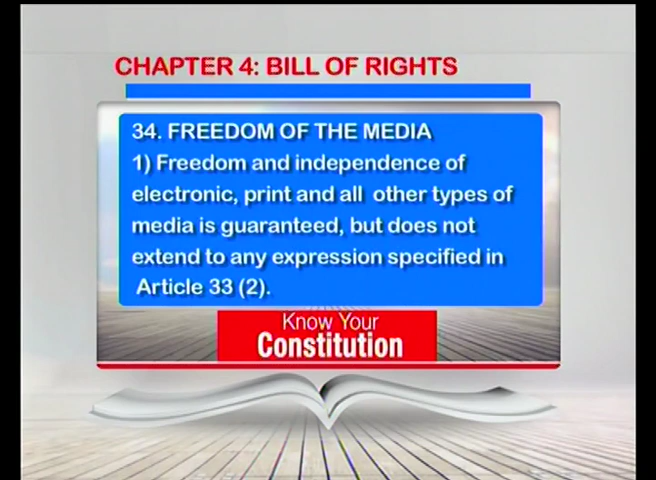 CHAPTER 4: BILL OF RIGHTS
34. FREEDOM OF THE MEDIA
1) Freedom and independence of
electronic, print and all other types of
media is guaranteed, but does not
extend to any expression specified in
Article 33 (2).
Know Your
Constitution